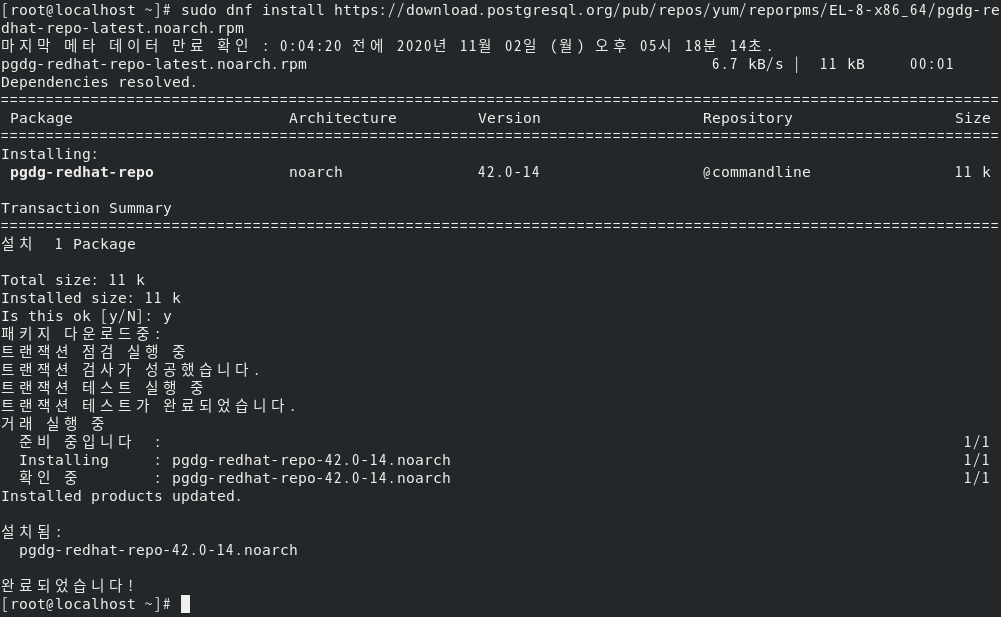 [root@localhost ~]# sudo dnf install https://download.postgresql.org/pub/repos/yum/reporpms/EL-8-x86_64/pgdg-re
dhat-repo-latest.noarch.rpm
마지막 메타 데이터 만료 확인 : 0:04:20 전에 2020년 11월 02일 (월) 오후 05시 18분 14초.
pgdg-redhat-repo-latest.noarch.rpm 6.7 kB/s | 11 kB 00:01
Dependencies resolved.
================================================================================
Package Architecture Version Repository Size
================================================================================
Installing:
pgdg-redhat-repo noarch 42.0-14 @commandline 11 k
Transaction Summary
================================================================================
설치 1 Package
Total size: 11 k
Installed size: 11 k
Is this ok [y/N]: y
패키지 다운로드중:
트랜잭션 점검 실행 중
트랜잭션 검사가 성공했습니다.
트랜잭션 테스트 실행 중
트랜잭션 테스트가 완료되었습니다.
거래 실행 중
준비 중입니다 : 1/1
Installing : pgdg-redhat-repo-42.0-14.noarch 1/1
확인 중 : pgdg-redhat-repo-42.0-14.noarch 1/1
Installed products updated.
설치됨:
pgdg-redhat-repo-42.0-14.noarch
완료되었습니다!
[root@localhost ~]#